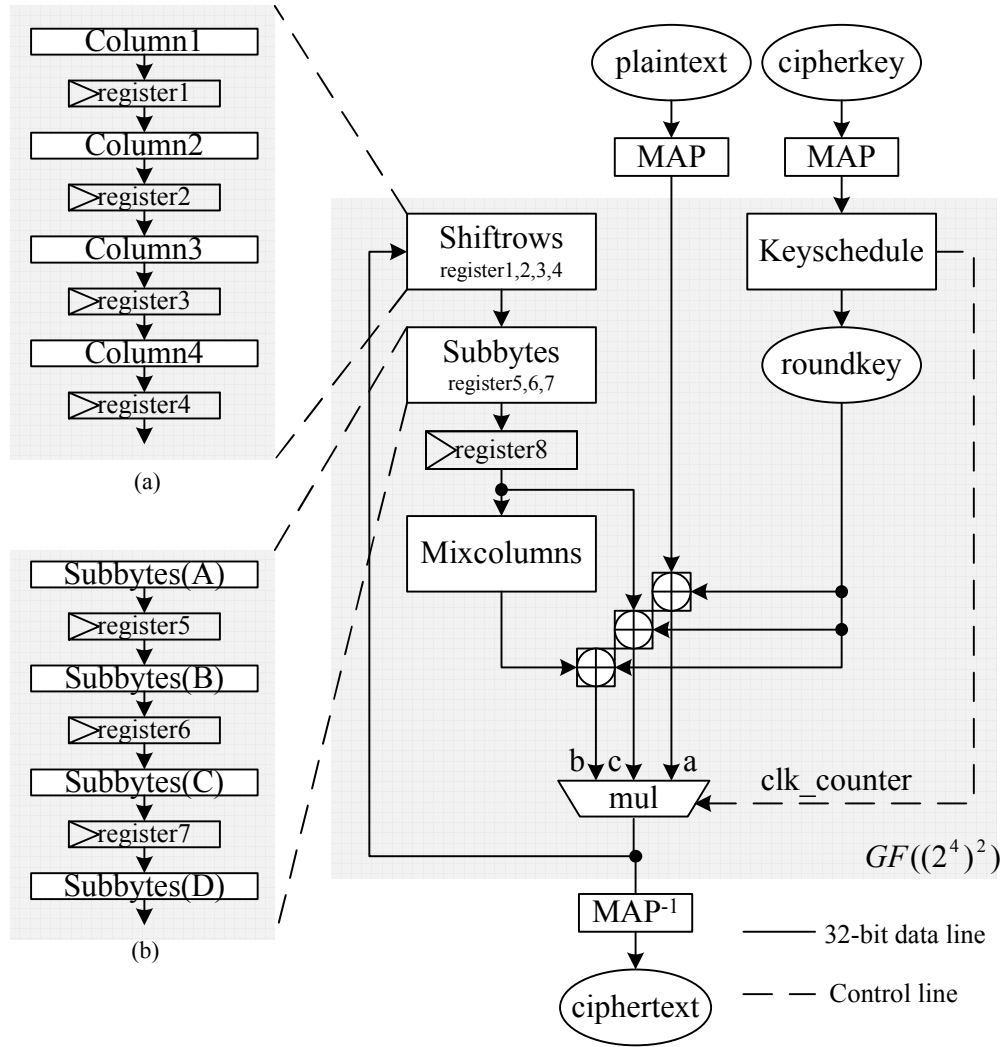 Column1
register1
Column2
register2
Column3
register3
Column4
register4
(a)
Subbytes(A)
register5
Subbytes(B)
register6
Subbytes(C)
register7
Subbytes(D)
(b)
plaintext
cipherkey
MAP
MAP
Shiftrows
register1,2,3,4
Keyschedule
Subbytes
register5,6,7
roundkey
register8
Mixcolumns
b
c
a
mul
clk_counter
GF((2^4)^2)
MAP^-1
ciphertext
32-bit data line
Control line